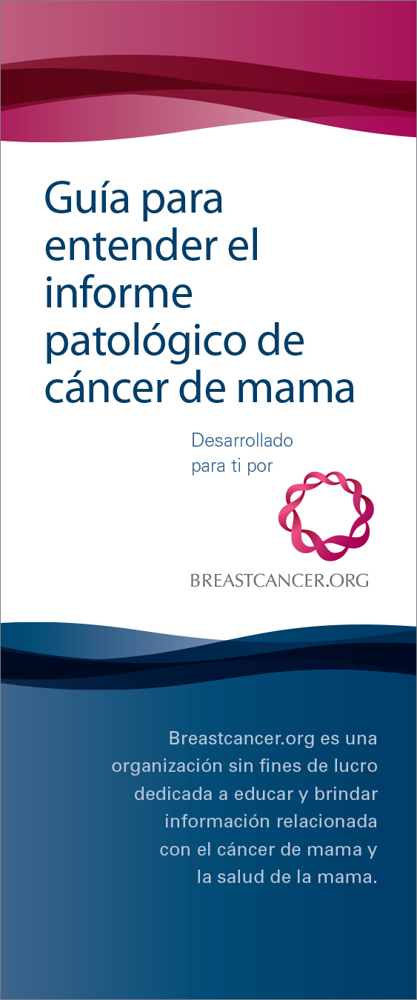 Guía para
entender el
informe
patológico de
cáncer de mama
Desarrollado
para ti por
BREASTCANCER.ORG
Breastcancer.org es una
organización sin fines de lucro
dedicada a educar y brindar
información relacionada
con el cáncer de mama y
la salud de la mama.